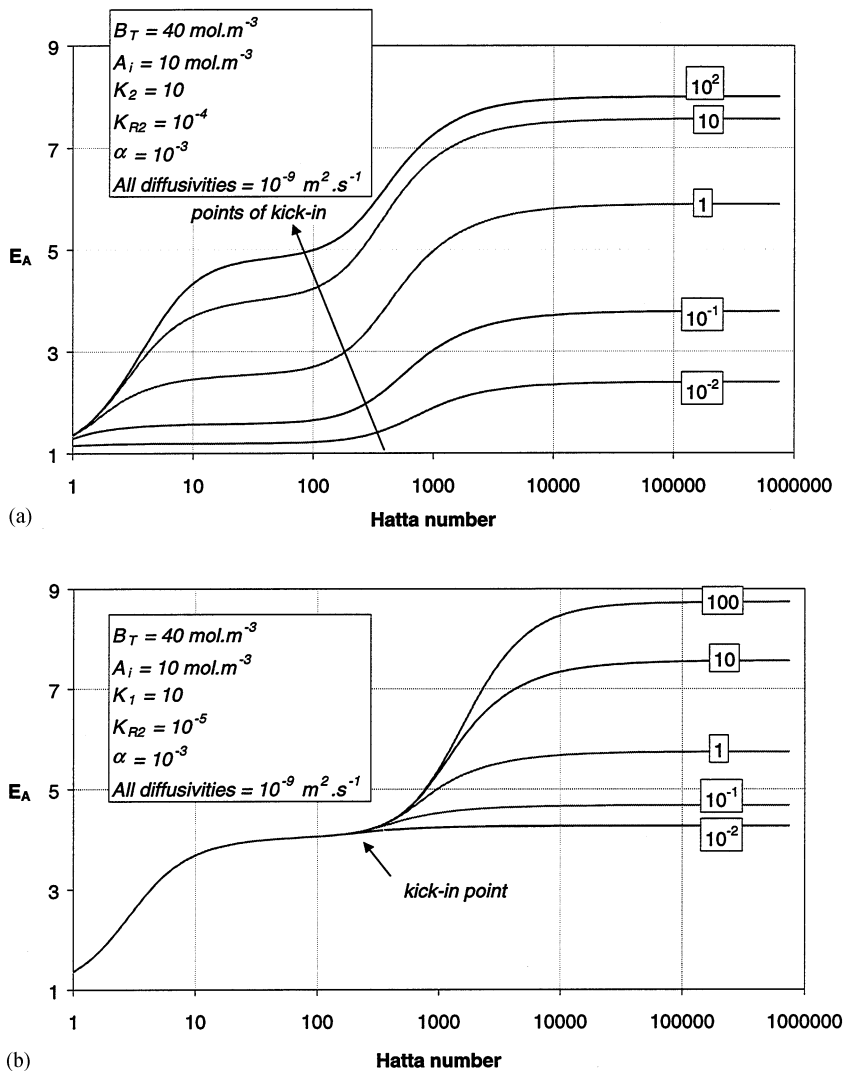 B_T = 40 mol.m^-3
A_i = 10 mol.m^-3
K_2 = 10
K_R2 = 10^-4
α = 10^-3
All diffusivities = 10^-9 m^2.s^-1
points of kick-in
9
7
5
3
1
E_A
10^2
10
1
10^-1
10^-2
1 10 100 1000 10000 100000 1000000
(a)
Hatta number
B_T = 40 mol.m^-3
A_i = 10 mol.m^-3
K_1 = 10
K_R2 = 10^-5
α = 10^-3
All diffusivities = 10^-9 m^2.s^-1
9
7
5
3
1
E_A
100
10
1
10^-1
10^-2
kick-in point
1 10 100 1000 10000 100000 1000000
(b)
Hatta number